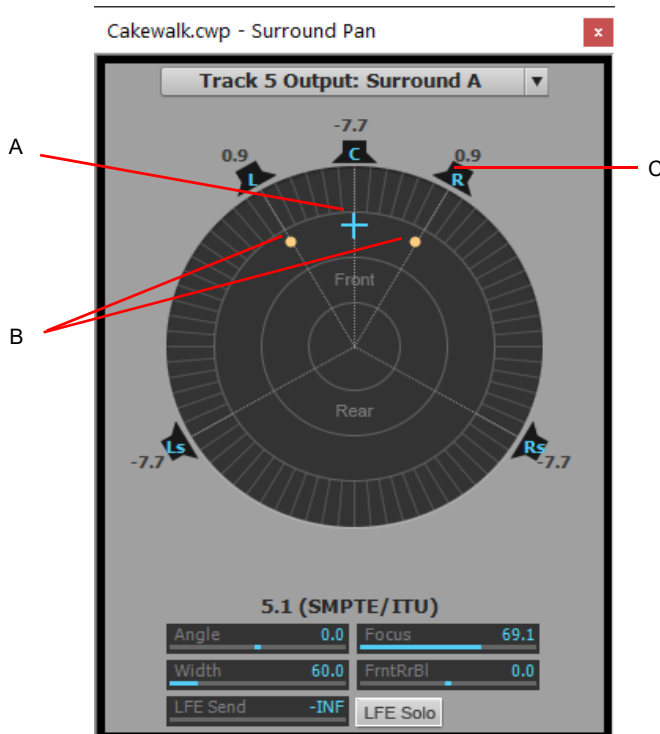 Cakewalk.cwp - Surround Pan
x
Track 5 Output: Surround A
-7.7
A
0.9
C
0.9
C
L
R
Front
B
Rear
Ls
Rs
-7.7
-7.7
5.1 (SMPTE/ITU)
Angle 0.0 Focus 69.1
Width 60.0 FrntRrBl 0.0
LFE Send -INF LFE Solo